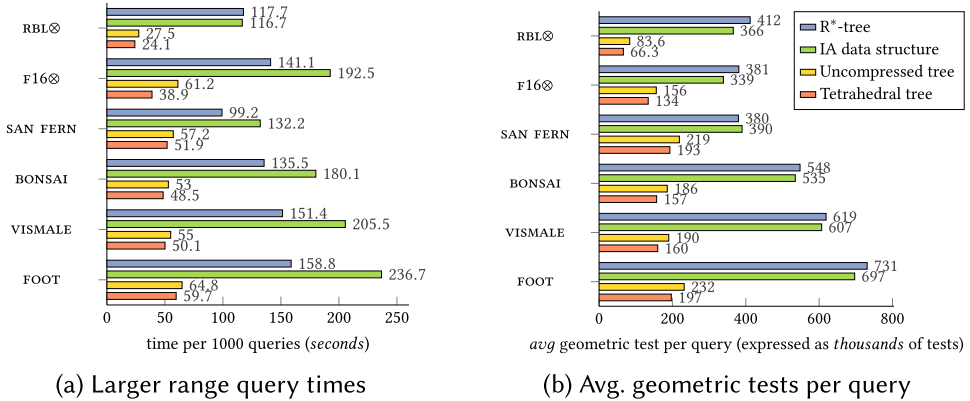 RBL⊗
117.7
116.7
27.5
24.1
F16⊗
141.1
192.5
61.2
38.9
SAN FERN
99.2
132.2
57.2
51.9
BONSAI
135.5
180.1
53
48.5
VISMALE
151.4
205.5
55
50.1
FOOT
158.8
236.7
64.8
59.7
0 50 100 150 200 250
time per 1000 queries (seconds)
(a) Larger range query times
R*-tree
IA data structure
Uncompressed tree
Tetrahedral tree
RBL⊗
412
366
83.6
66.3
F16⊗
381
339
156
134
SAN FERN
380
390
219
193
BONSAI
548
535
186
157
VISMALE
619
607
190
160
FOOT
731
697
232
197
0 200 400 600 800
avg geometric test per query (expressed as thousands of tests)
(b) Avg. geometric tests per query